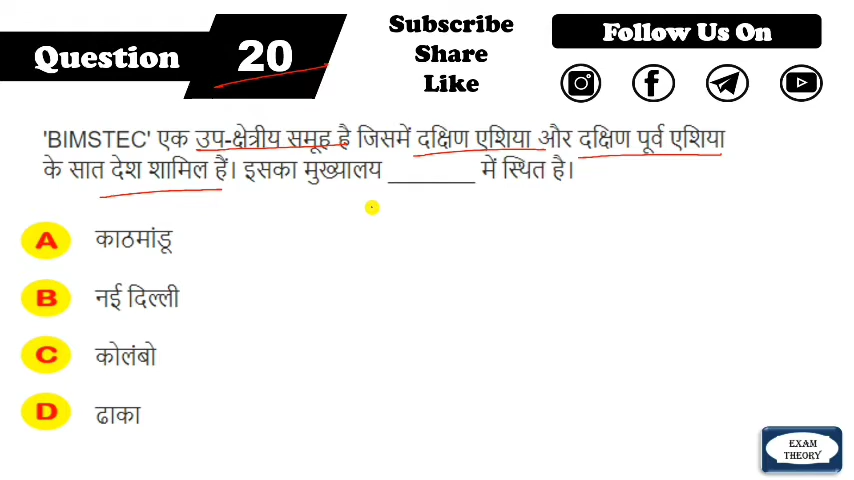 Question 20
Subscribe
Share
Like
Follow Us On
'BIMSTEC' एक उप-क्षेत्रीय समूह है जिसमें दक्षिण एशिया और दक्षिण पूर्व एशिया
के सात देश शामिल हैं। इसका मुख्यालय ________ में स्थित है।
A काठमांडू
B नई दिल्ली
C कोलंबो
D ढाका
EXAM
THEORY